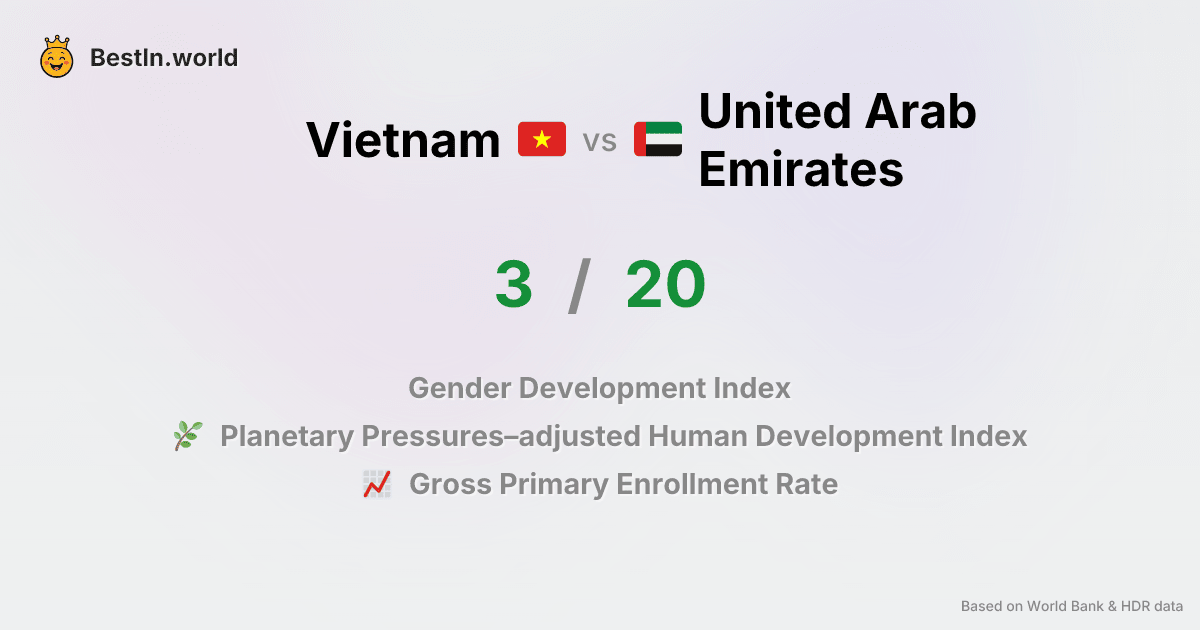 BestIn.world
Vietnam vs United Arab
Emirates
3 / 20
Gender Development Index
Planetary Pressures–adjusted Human Development Index
Gross Primary Enrollment Rate
Based on World Bank & HDR data